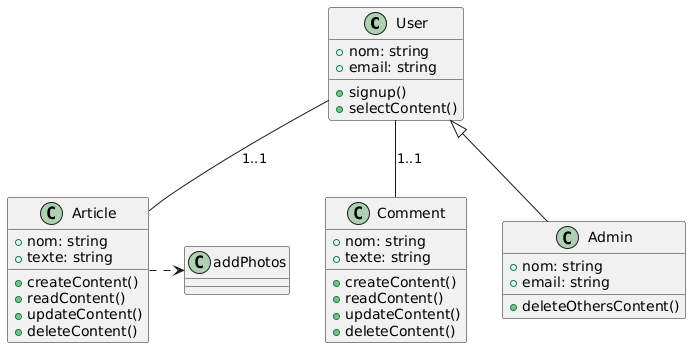 C User
nom: string
email: string
signup()
selectContent()
1..1
1..1
C Article
nom: string
texte: string
createContent()
readContent()
updateContent()
deleteContent()
C addPhotos
C Comment
nom: string
texte: string
createContent()
readContent()
updateContent()
deleteContent()
C Admin
nom: string
email: string
deleteOthersContent()